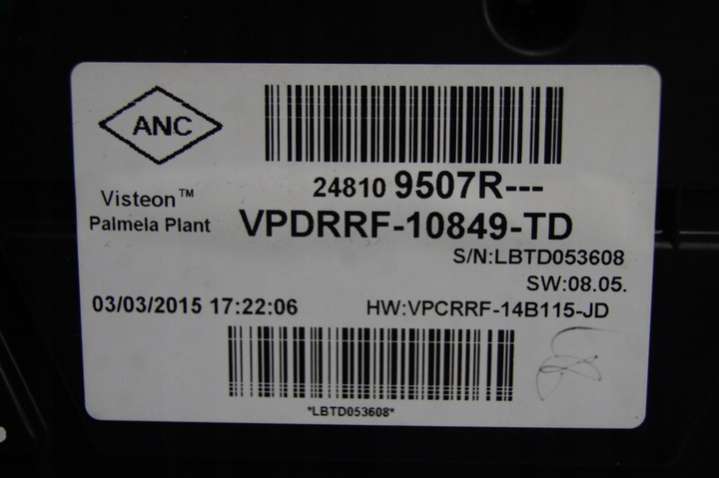 ANC
Visteon™
Palmela Plant
24810 9507R---
VPDRRF-10849-TD
S/N:LBTD053608
SW:08.05.
03/03/2015 17:22:06
HW:VPCRRF-14B115-JD
*LBTD053608*